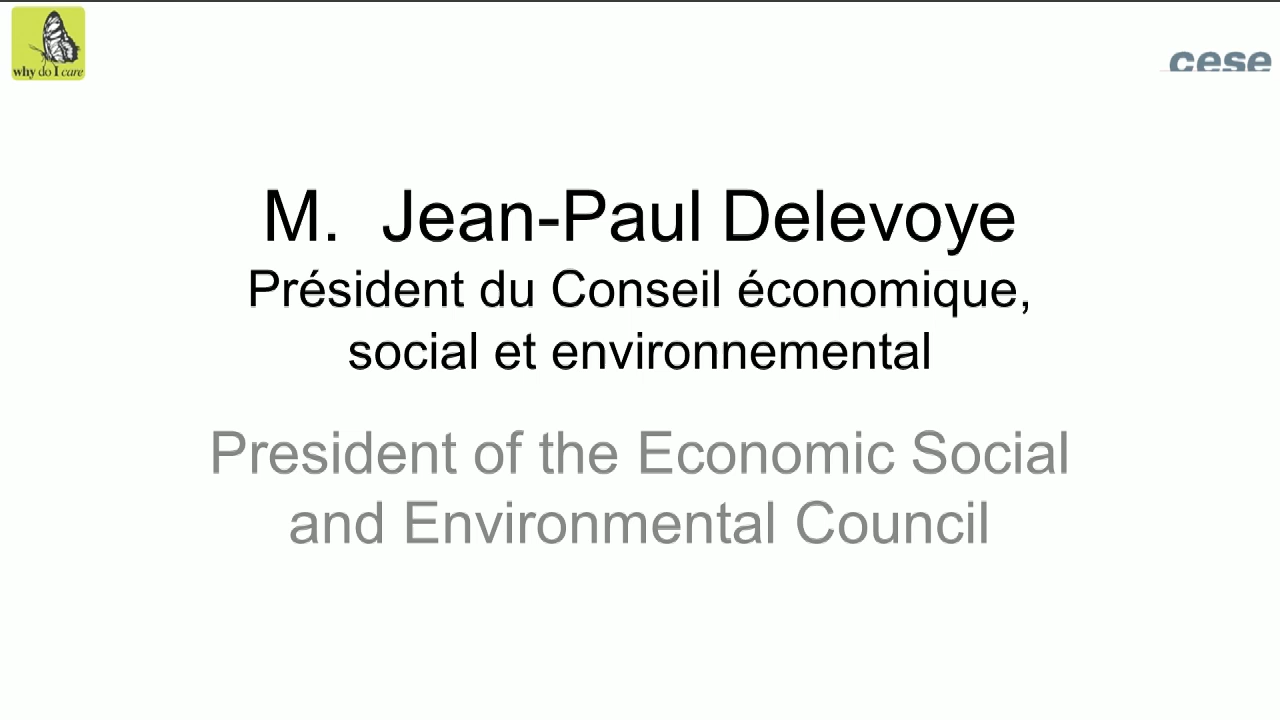 why do I care
cese
M. Jean-Paul Delevoye
Président du Conseil économique,
social et environnemental
President of the Economic Social
and Environmental Council